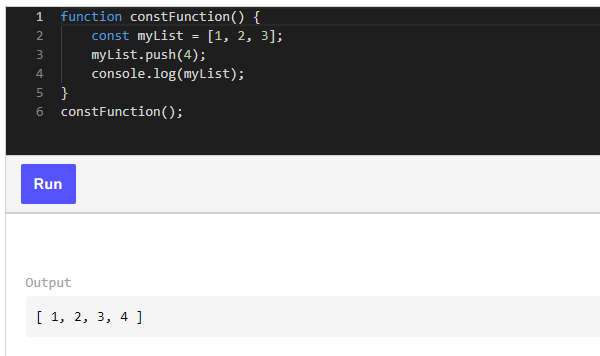 1 function constFunction() {
2     const myList = [1, 2, 3];
3     myList.push(4);
4     console.log(myList);
5 }
6 constFunction();
Run
Output
[ 1, 2, 3, 4 ]